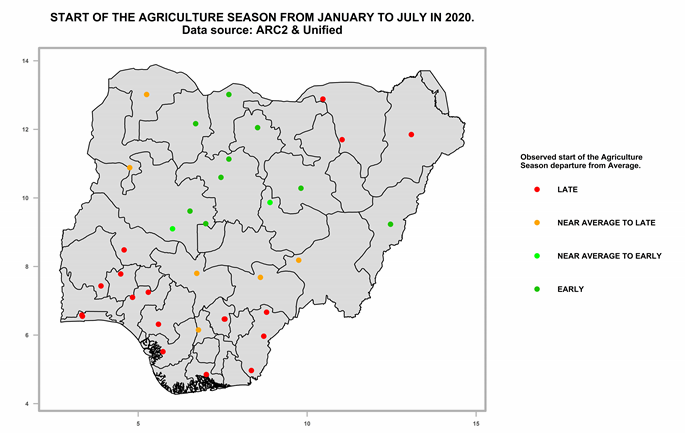 START OF THE AGRICULTURE SEASON FROM JANUARY TO JULY IN 2020.
Data source: ARC2 & Unified
14
12
10
8
6
4
5
10
15
Observed start of the Agriculture
Season departure from Average.
LATE
NEAR AVERAGE TO LATE
NEAR AVERAGE TO EARLY
EARLY